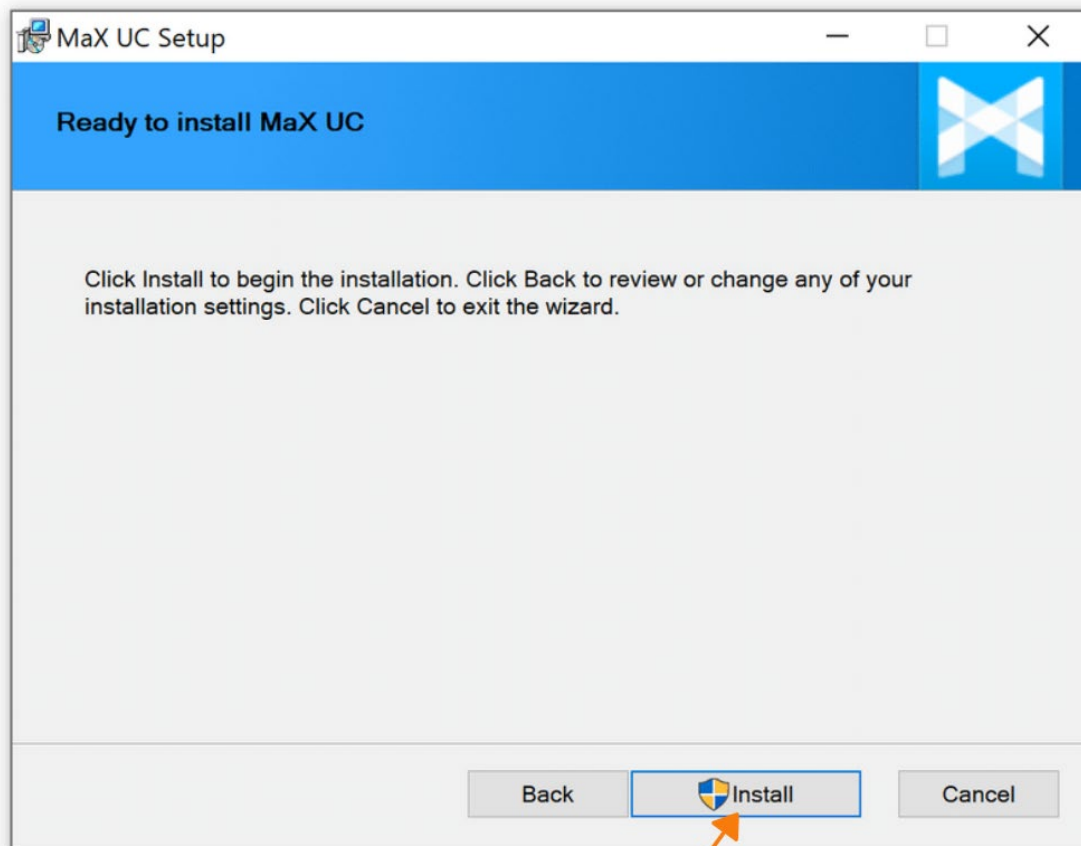 MaX UC Setup
Ready to install MaX UC
Click Install to begin the installation. Click Back to review or change any of your
installation settings. Click Cancel to exit the wizard.
Back
Install
Cancel